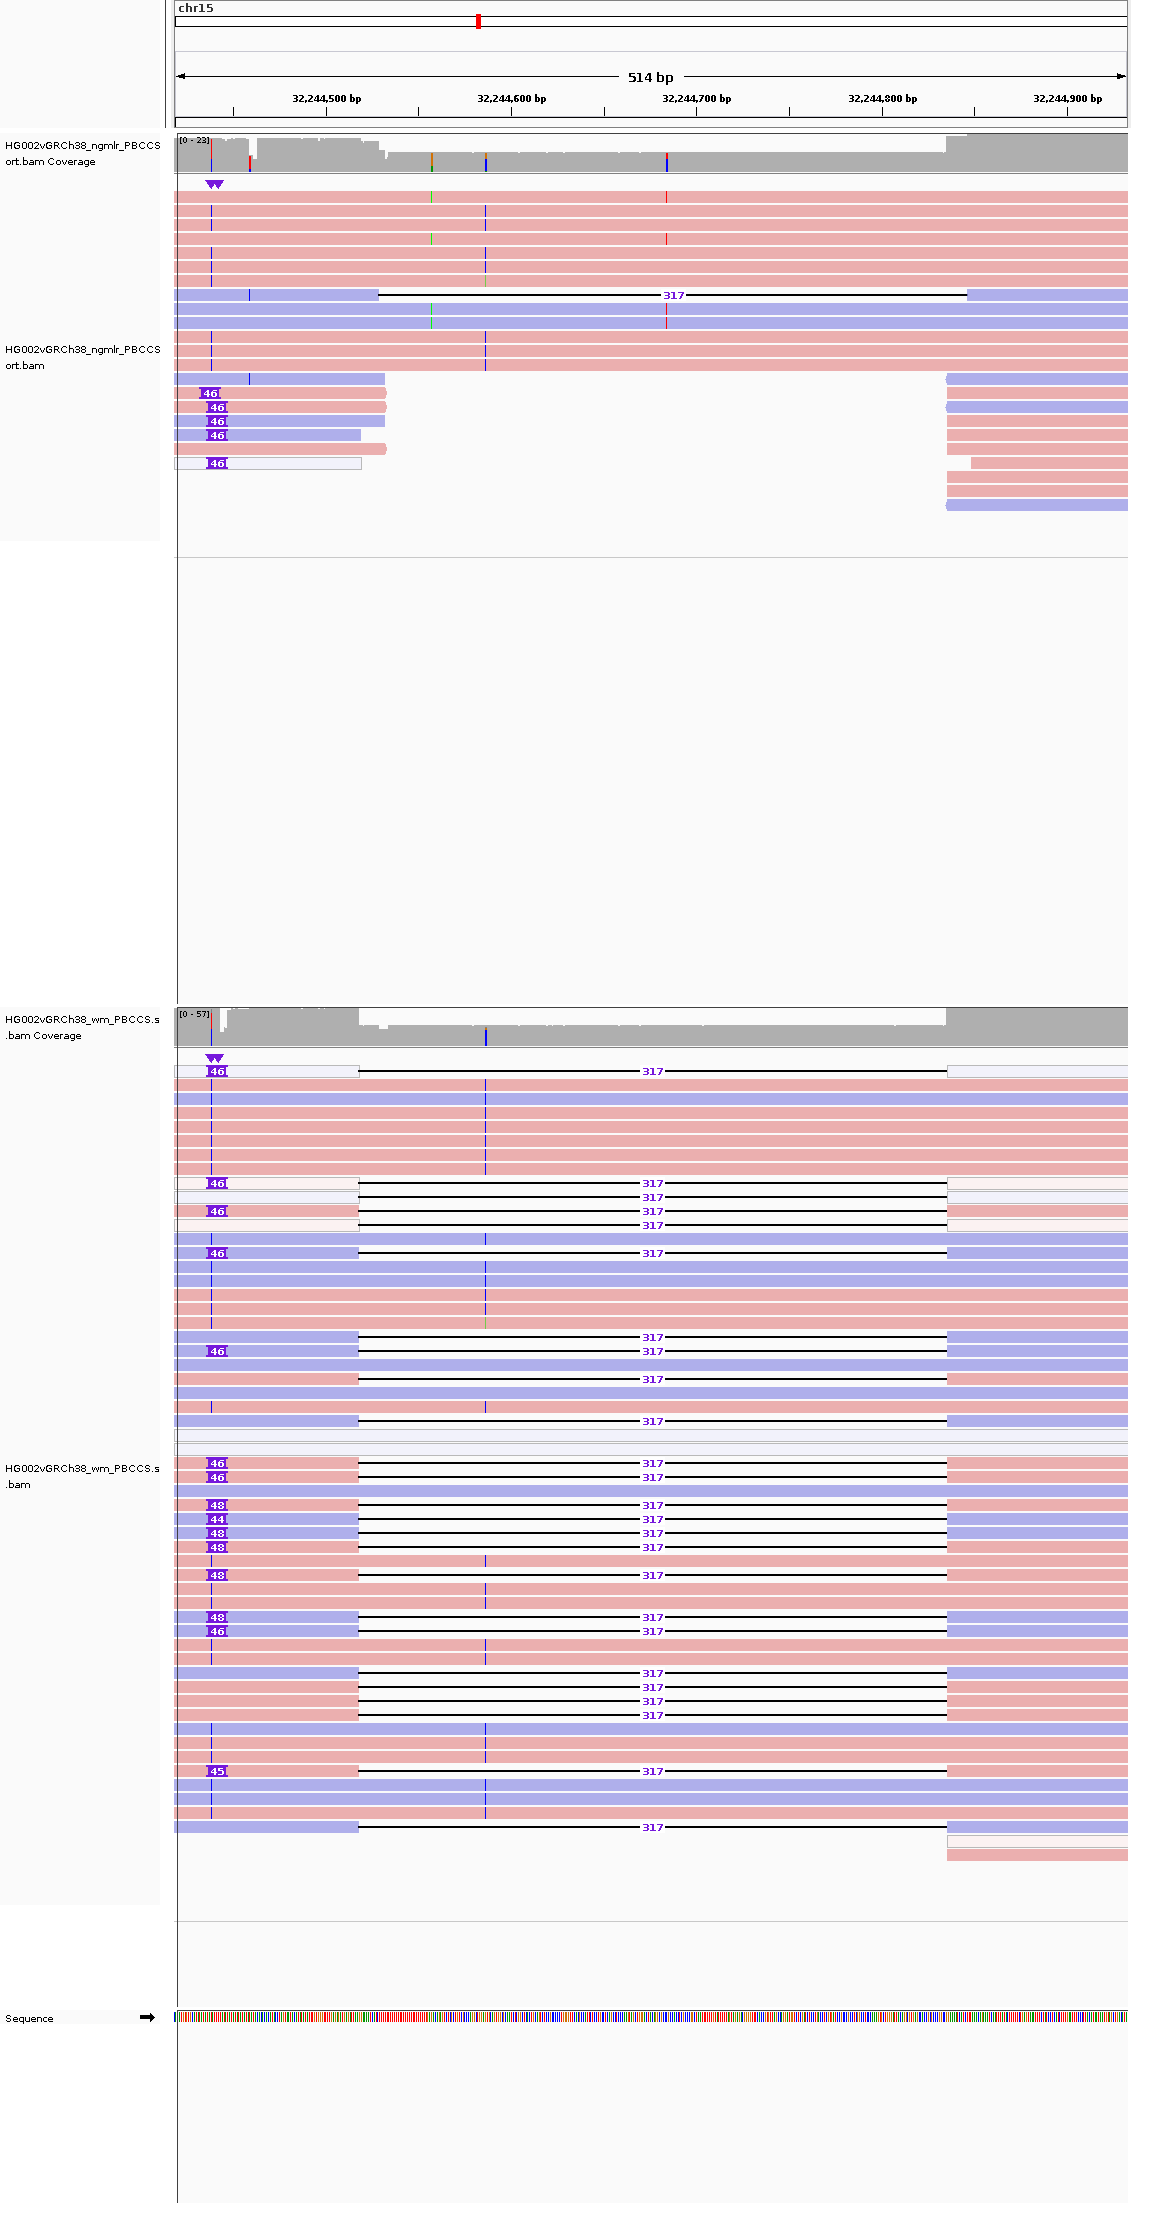 chr15
514 bp
32,244,500 bp 32,244,600 bp 32,244,700 bp 32,244,800 bp 32,244,900 bp
HG002vGRCh38_ngmlr_PBCCS
ort.bam Coverage
[0 - 23]
317
HG002vGRCh38_ngmlr_PBCCS
ort.bam
46
46
46
46
46
HG002vGRCh38_wm_PBCCS.s
.bam Coverage
[0 - 57]
46 317
46 317
317
46 317
317
46 317
317
46 317
317
317
HG002vGRCh38_wm_PBCCS.s
.bam
46 317
46 317
48 317
44 317
48 317
48 317
48 317
48 317
46 317
317
317
317
317
45 317
317
Sequence